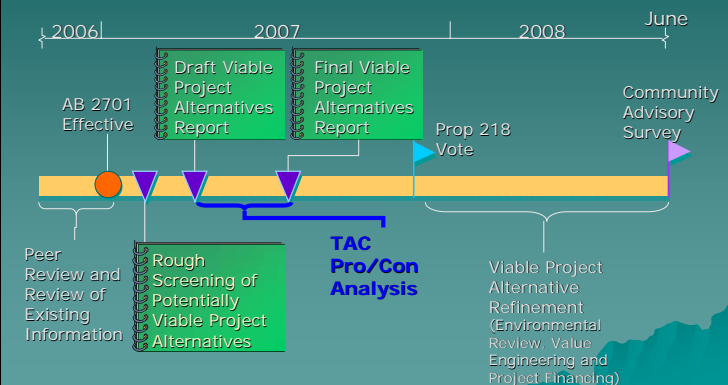 June
2006
2007
2008
Draft Viable
Project
Alternatives
Report
Final Viable
Project
Alternatives
Report
AB 2701
Effective
Prop 218
Vote
Community
Advisory
Survey
Peer
Review and
Review of
Existing
Information
Rough
Screening of
Potentially
Viable Project
Alternatives
TAC
Pro/Con
Analysis
Viable Project
Alternative
Refinement
(Environmental
Review, Value
Engineering and
Project Financing)